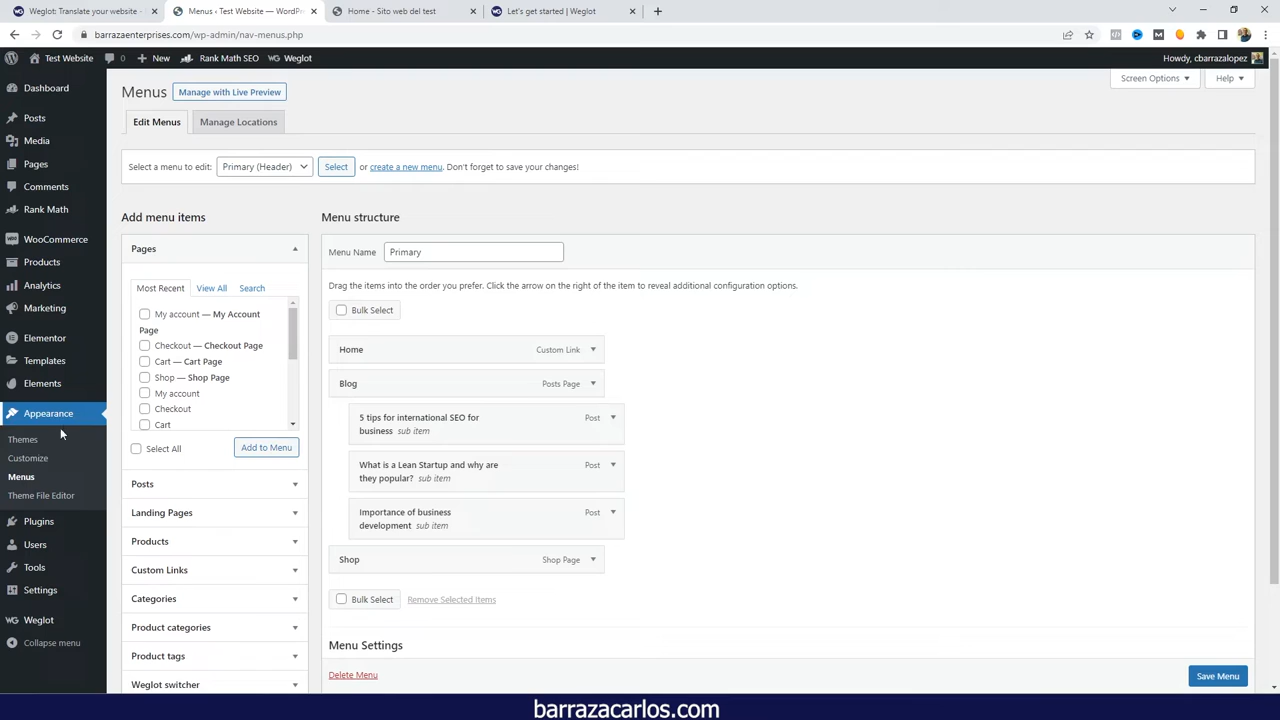 Weglot: Translate your website -
Menus ‹ Test Website — WordPr
Home - Sito web del test
Let's get started | Weglot
barrazaenterprises.com/wp-admin/nav-menus.php
Test Website
0
New
Rank Math SEO
Weglot
Howdy, cbarrazalopez
Dashboard
Posts
Media
Pages
Comments
Rank Math
WooCommerce
Products
Analytics
Marketing
Elementor
Templates
Elements
Appearance
Themes
Customize
Menus
Theme File Editor
Plugins
Users
Tools
Settings
Weglot
Collapse menu
Menus
Manage with Live Preview
Screen Options
Help
Edit Menus
Manage Locations
Select a menu to edit: Primary (Header) Select or create a new menu. Don't forget to save your changes!
Add menu items
Pages
Most Recent
View All
Search
My account — My Account
Page
Checkout — Checkout Page
Cart — Cart Page
Shop — Shop Page
My account
Checkout
Cart
Select All
Add to Menu
Posts
Landing Pages
Products
Custom Links
Categories
Product categories
Product tags
Weglot switcher
Menu structure
Menu Name Primary
Drag the items into the order you prefer. Click the arrow on the right of the item to reveal additional configuration options.
Bulk Select
Home Custom Link
Blog Posts Page
5 tips for international SEO for Post
business sub item
What is a Lean Startup and why are Post
they popular? sub item
Importance of business Post
development sub item
Shop Shop Page
Bulk Select Remove Selected Items
Menu Settings
Delete Menu
Save Menu
barrazacarlos.com